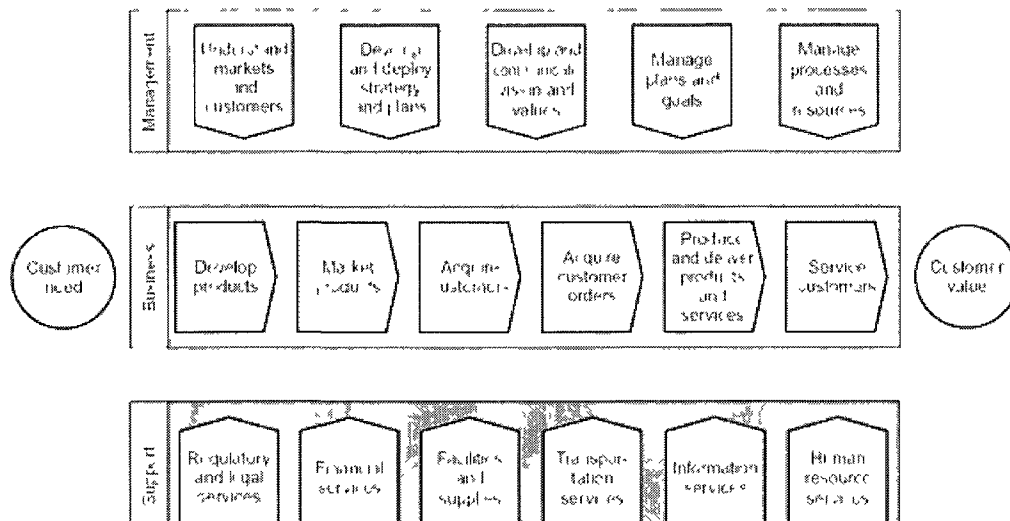 Management
Understand
markets
and
customers
Develop
and deploy
strategy
and plans
Develop and
communicate
vision and
values
Manage
plans and
goals
Manage
processes
and
resources
Customer
need
Business
Develop
products
Market
products
Acquire
customers
Acquire
customer
orders
Produce
and deliver
products
and
services
Service
customers
Customer
value
Support
Regulatory
and legal
services
Financial
services
Facilities
and
supplies
Transpor-
tation
services
Information
services
Human
resource
services